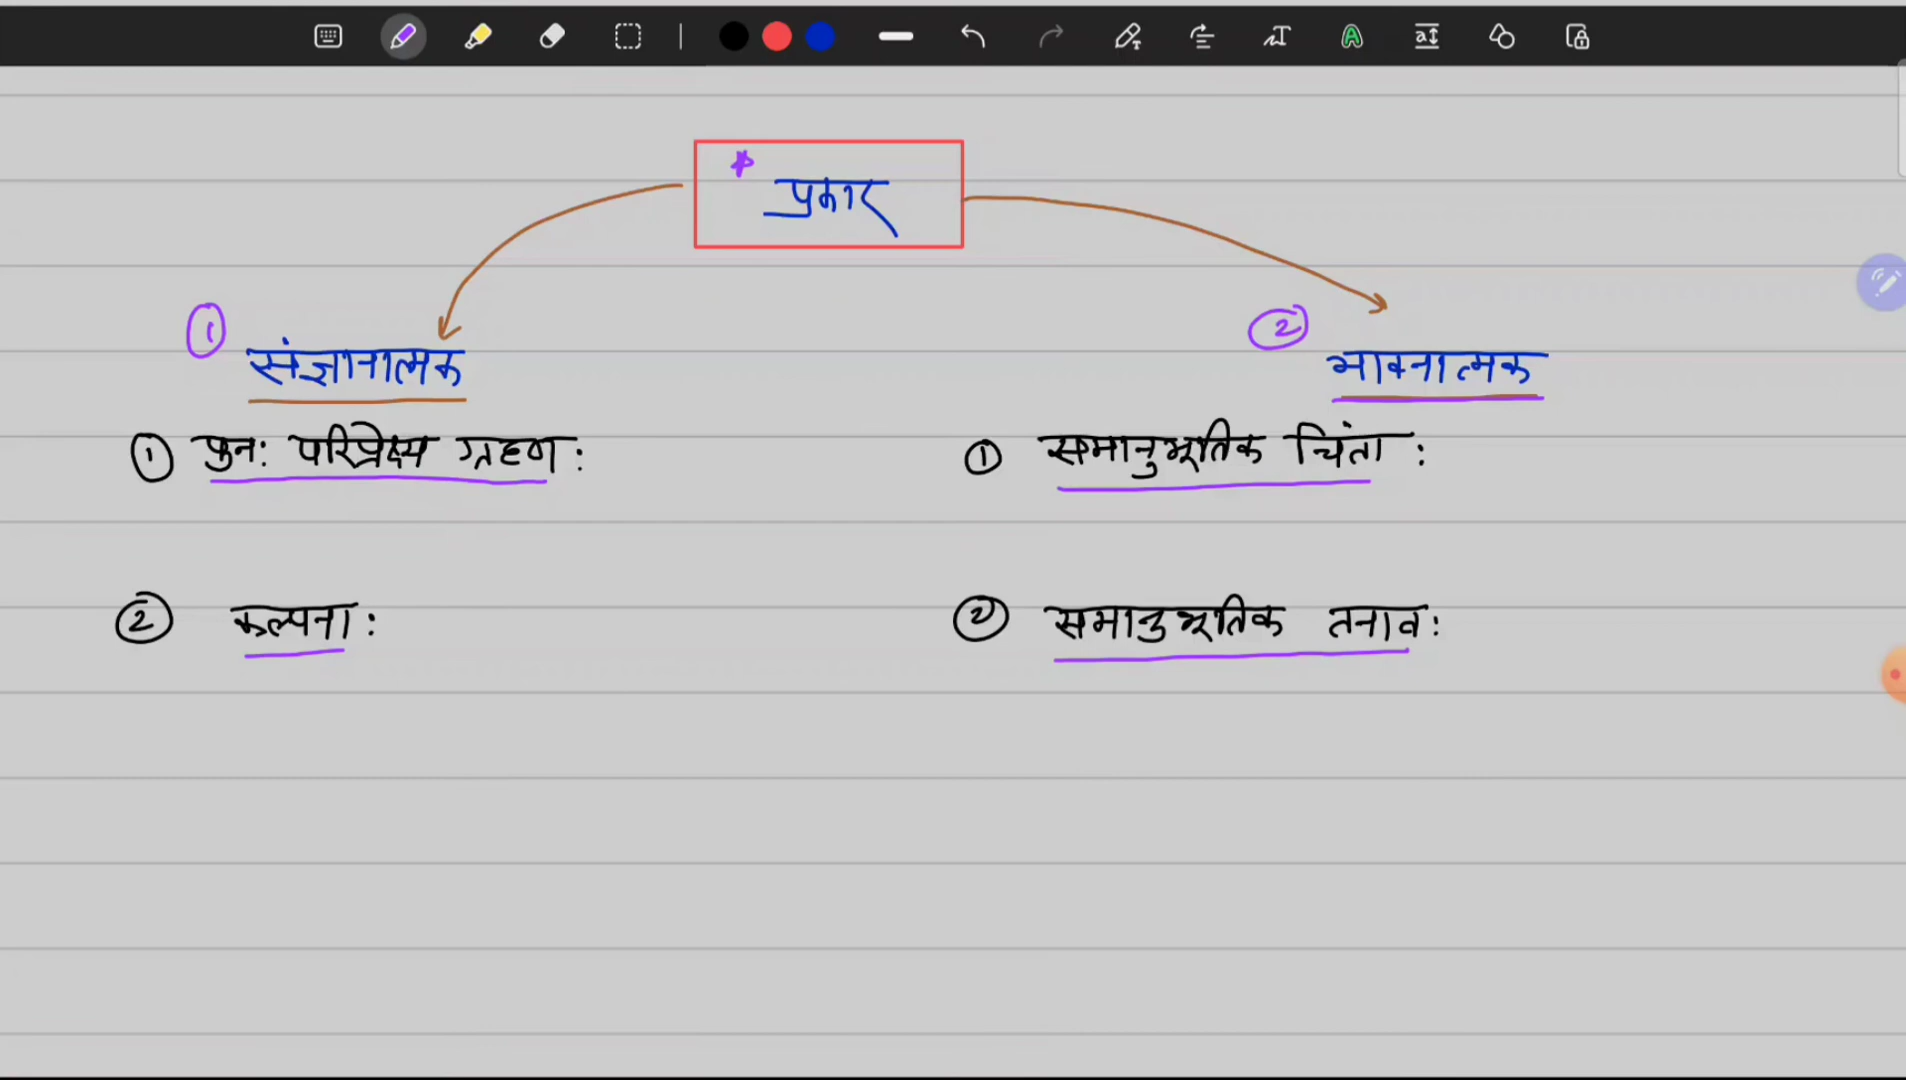 * प्रकार
① संज्ञानात्मक
② भावनात्मक
① पुनः परिप्रेक्ष्य ग्रहण :
① समानुभूतिक चिंता :
② कल्पना :
② समानुभूतिक तनाव :